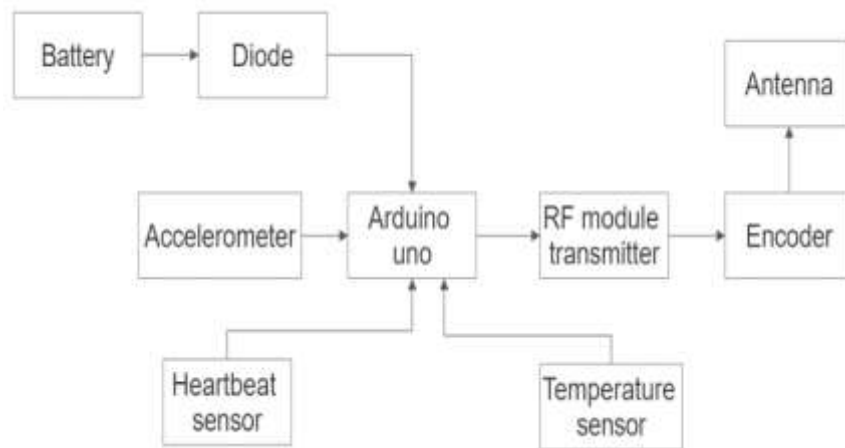 Battery
Diode
Antenna
Accelerometer
Arduino
uno
RF module
transmitter
Encoder
Heartbeat
sensor
Temperature
sensor